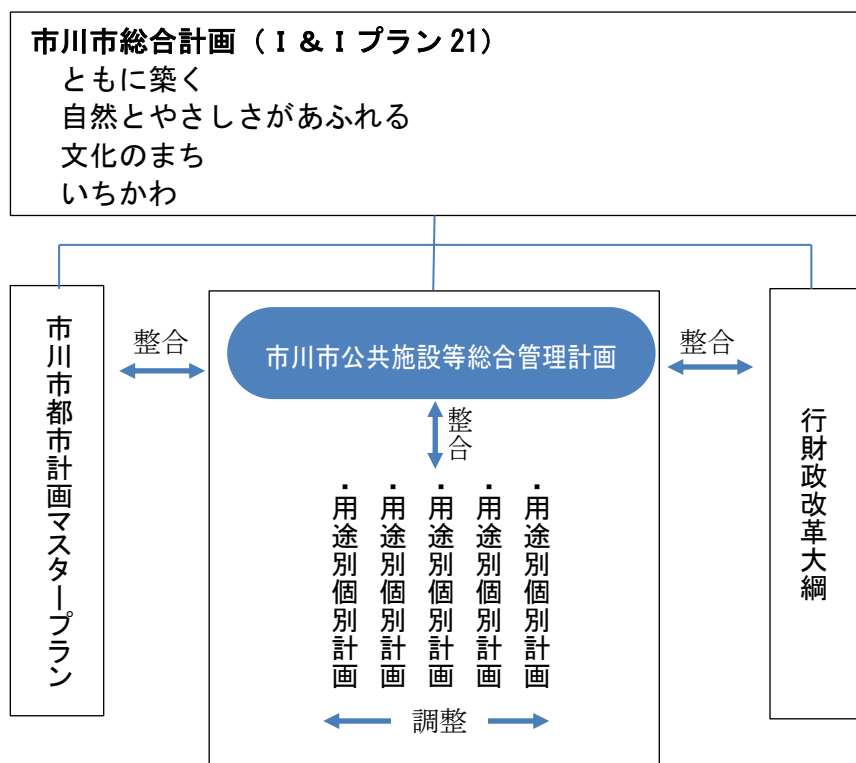 市川市総合計画（Ｉ＆Ｉプラン21）
ともに築く
自然とやさしさがあふれる
文化のまち
いちかわ
市川市都市計画マスタープラン
整合
市川市公共施設等総合管理計画
整合
整合
・用途別個別計画
・用途別個別計画
・用途別個別計画
・用途別個別計画
・用途別個別計画
調整
行財政改革大綱